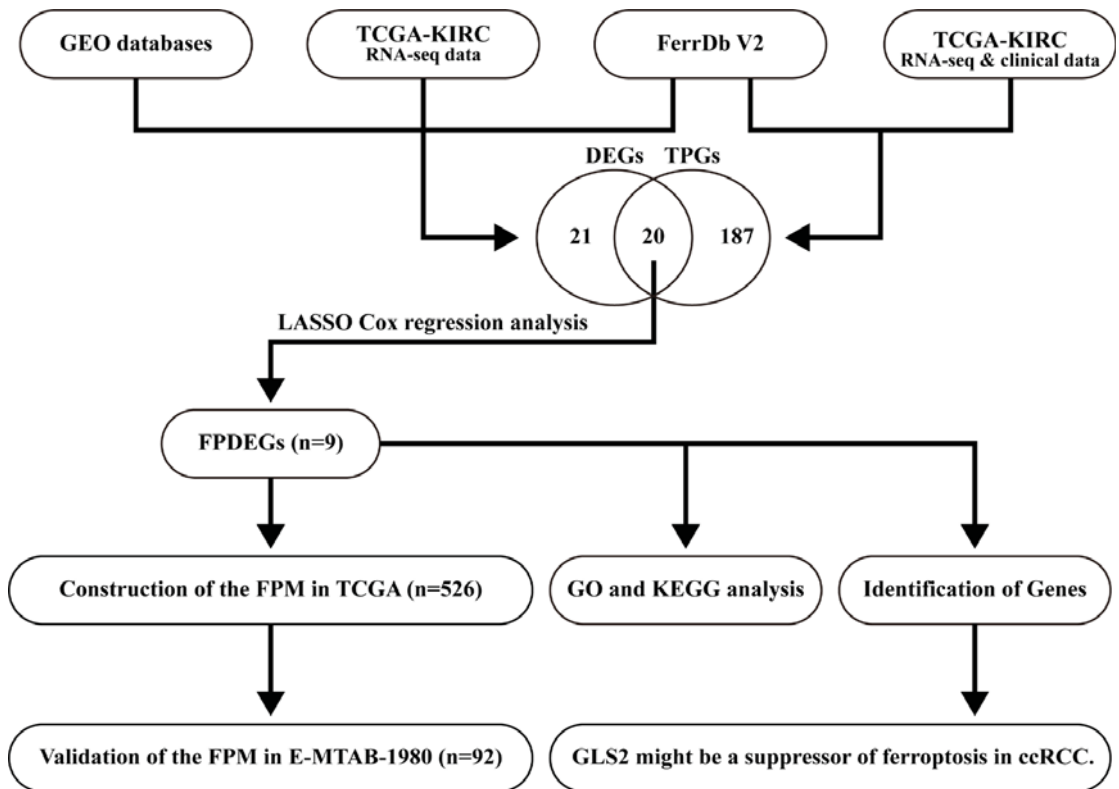 GEO databases
TCGA-KIRC
RNA-seq data
FerrDb V2
TCGA-KIRC
RNA-seq & clinical data
DEGs TPGs
21 20 187
LASSO Cox regression analysis
FPDEGs (n=9)
Construction of the FPM in TCGA (n=526)
GO and KEGG analysis
Identification of Genes
Validation of the FPM in E-MTAB-1980 (n=92)
GLS2 might be a suppressor of ferroptosis in ccRCC.